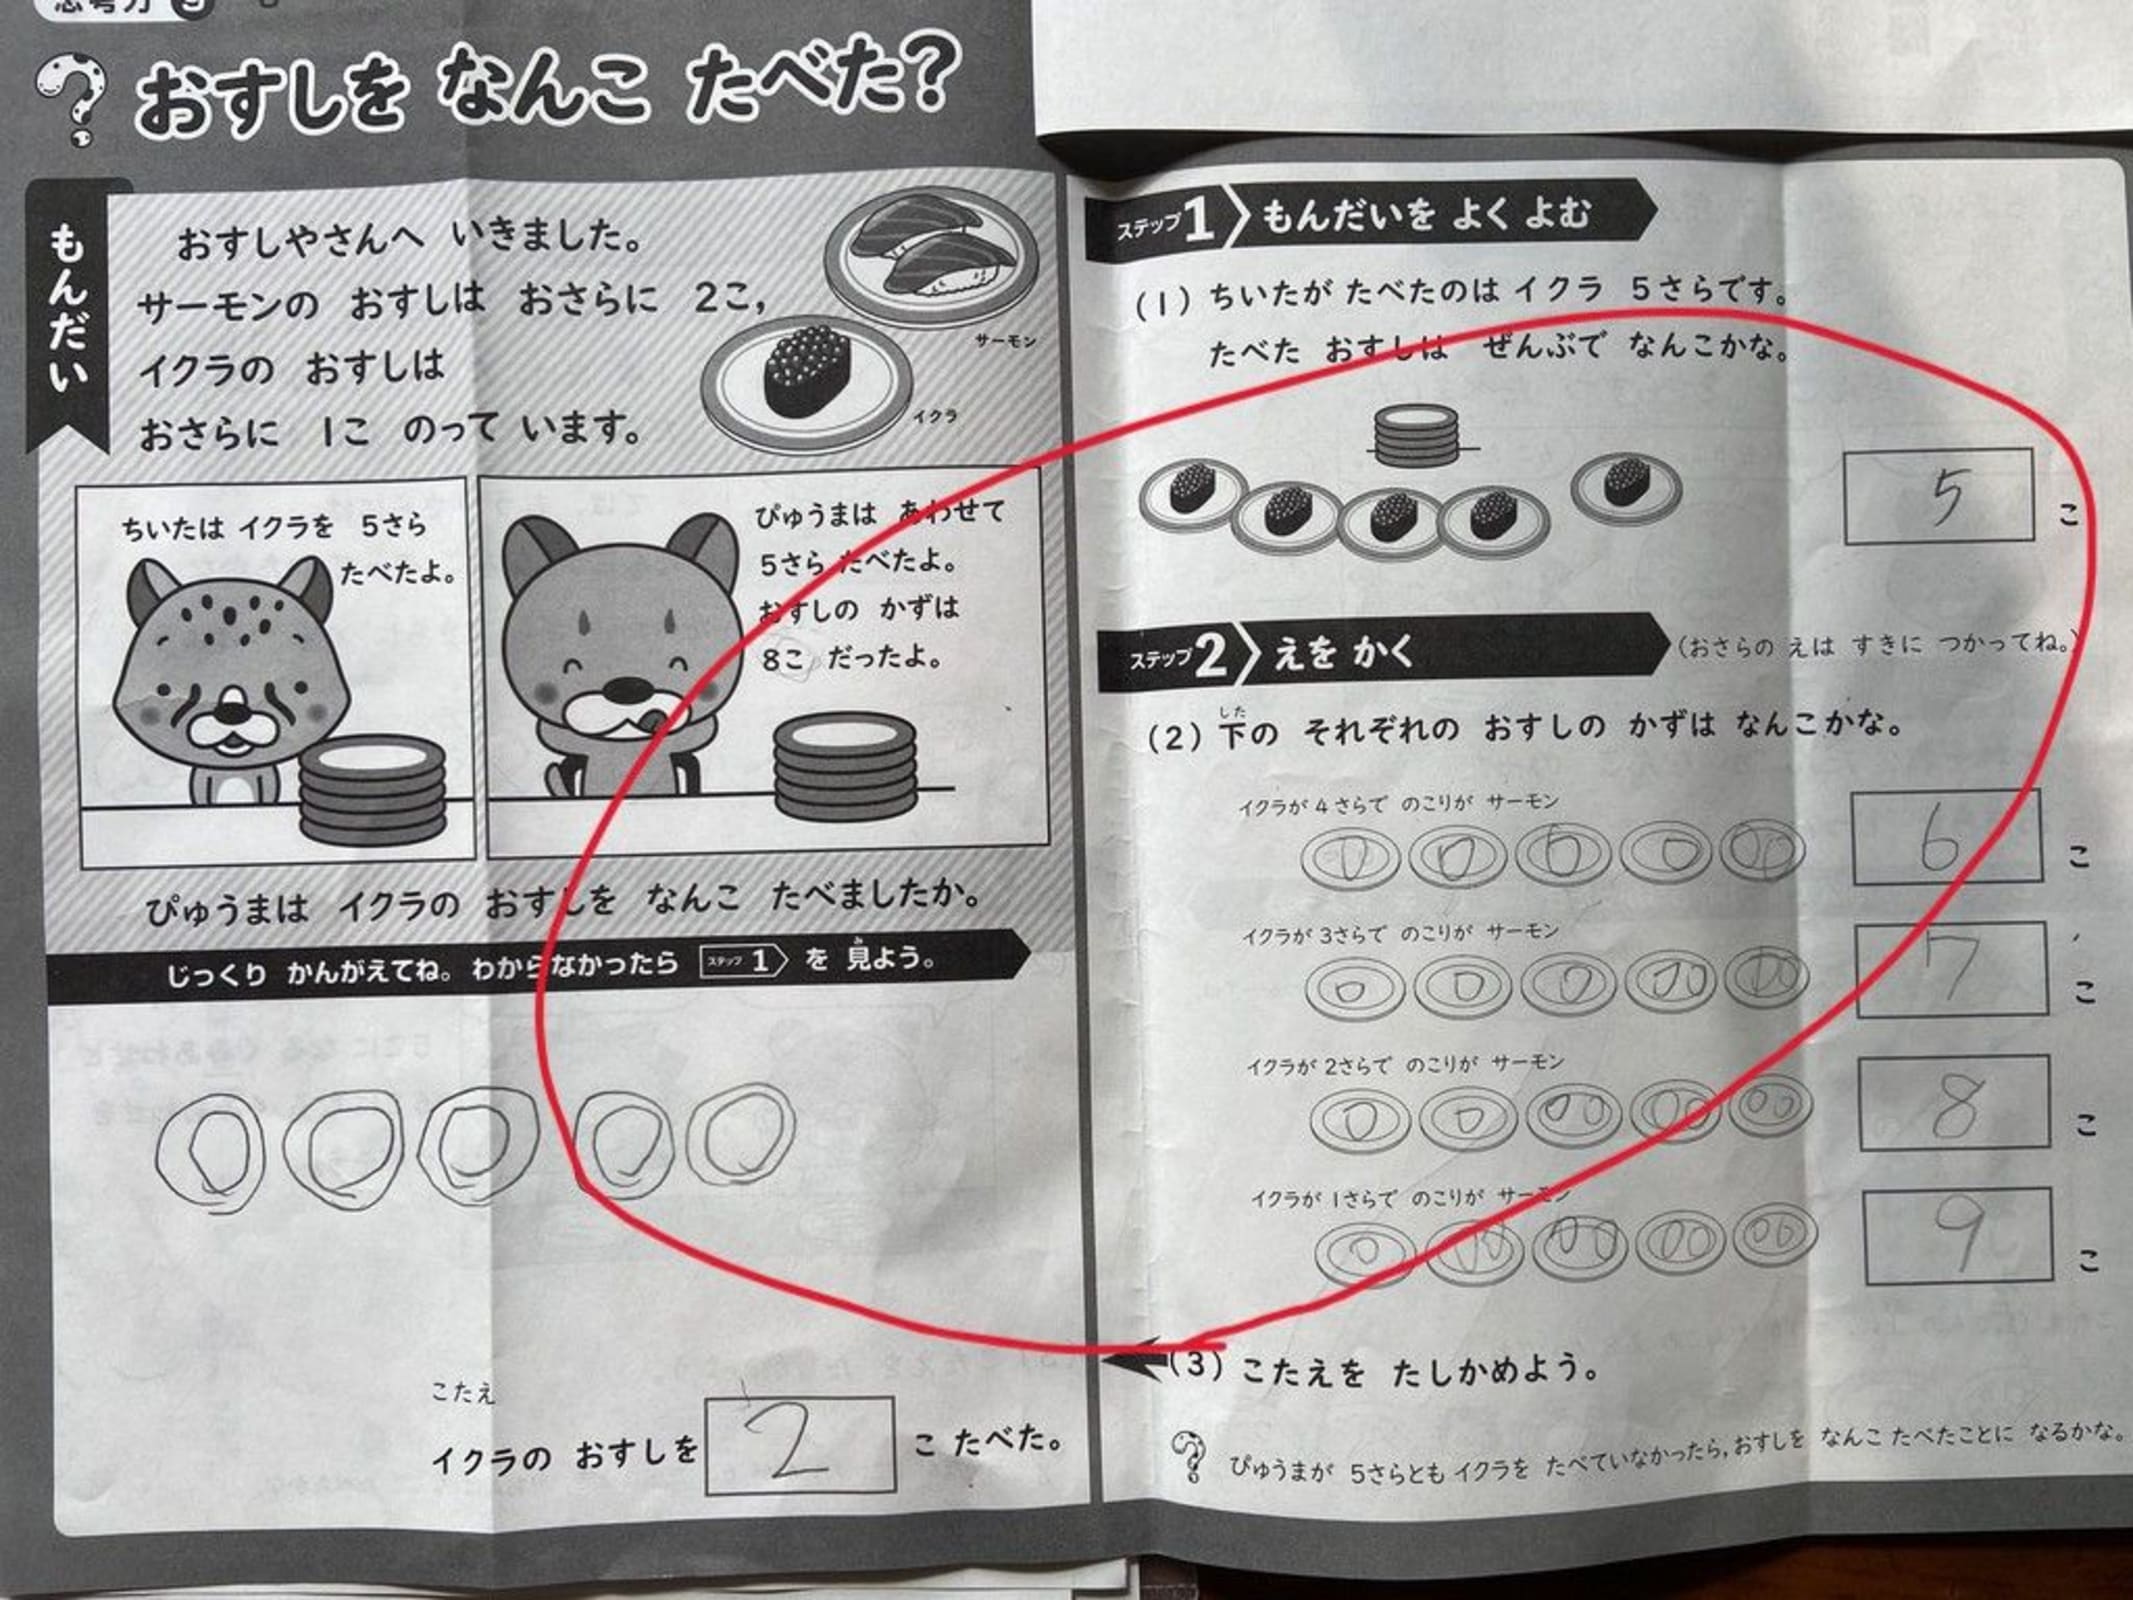 おすしを なんこ たべた?
もんだい
おすしやさんへ いきました。
サーモンの おすしは おさらに 2こ,
イクラの おすしは
おさらに 1こ のって います。
サーモン
イクラ
ちいたは イクラを 5さら
たべたよ。
ぴゅうまは あわせて
5さら たべたよ。
おすしの かずは
8こ だったよ。
ぴゅうまは イクラの おすしを なんこ たべましたか。
じっくり かんがえてね。わからなかったら ステップ 1 を 見よう。
み
こたえ
イクラの おすしを 2 こ たべた。
ステップ 1 もんだいを よく よむ
(1) ちいたが たべたのは イクラ 5さらです。
たべた おすしは ぜんぶで なんこかな。
5 こ
ステップ 2 えを かく (おさらの えは すきに つかってね。)
した
(2) 下の それぞれの おすしの かずは なんこかな。
イクラが 4さらで のこりが サーモン
6 こ
イクラが 3さらで のこりが サーモン
7 こ
イクラが 2さらで のこりが サーモン
8 こ
イクラが 1さらで のこりが サーモン
9 こ
(3) こたえを たしかめよう。
ぴゅうまが 5さらとも イクラを たべていなかったら,おすしを なんこ たべたことに なるかな。